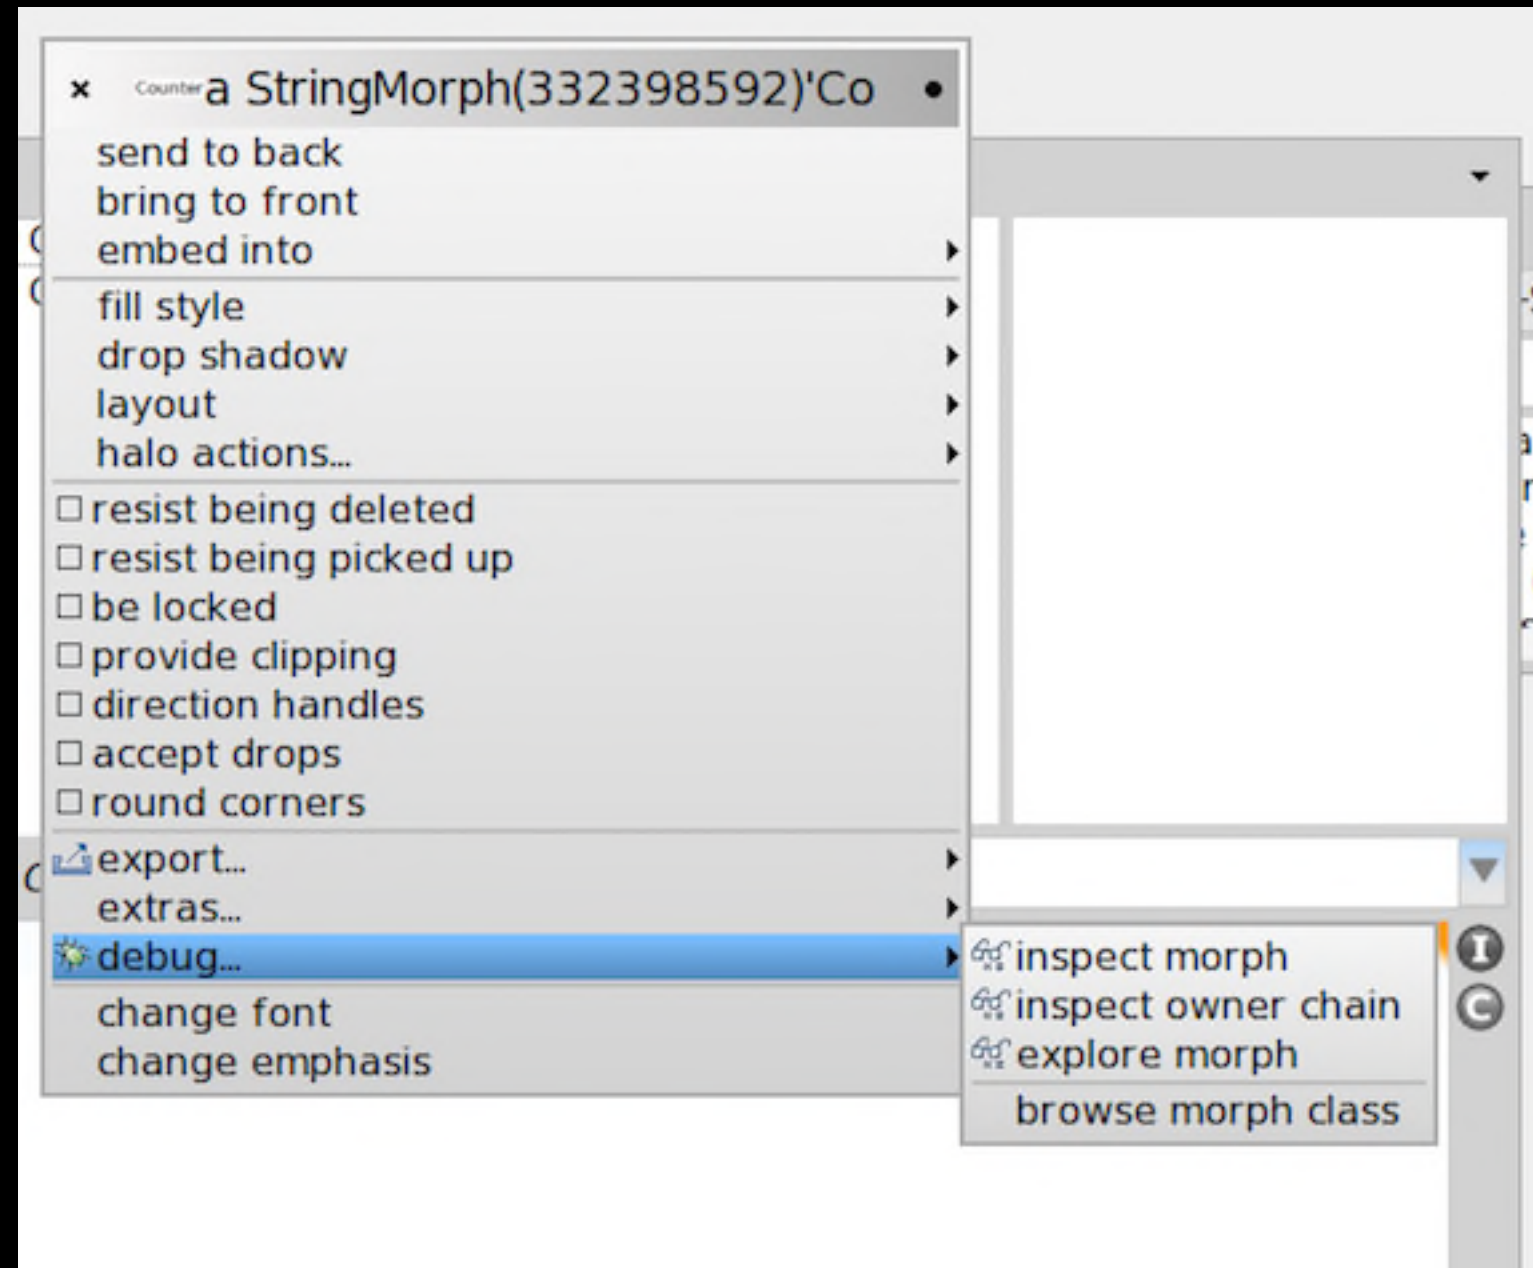 Counter a StringMorph(332398592)'Co
send to back
bring to front
embed into
fill style
drop shadow
layout
halo actions...
resist being deleted
resist being picked up
be locked
provide clipping
direction handles
accept drops
round corners
export...
extras...
debug...
change font
change emphasis
inspect morph
inspect owner chain
explore morph
browse morph class
I
C